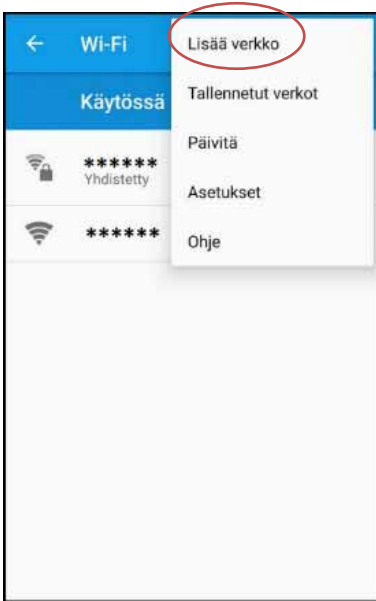 Wi-Fi
Käytössä
******
Yhdistetty
******
Lisää verkko
Tallennetut verkot
Päivitä
Asetukset
Ohje